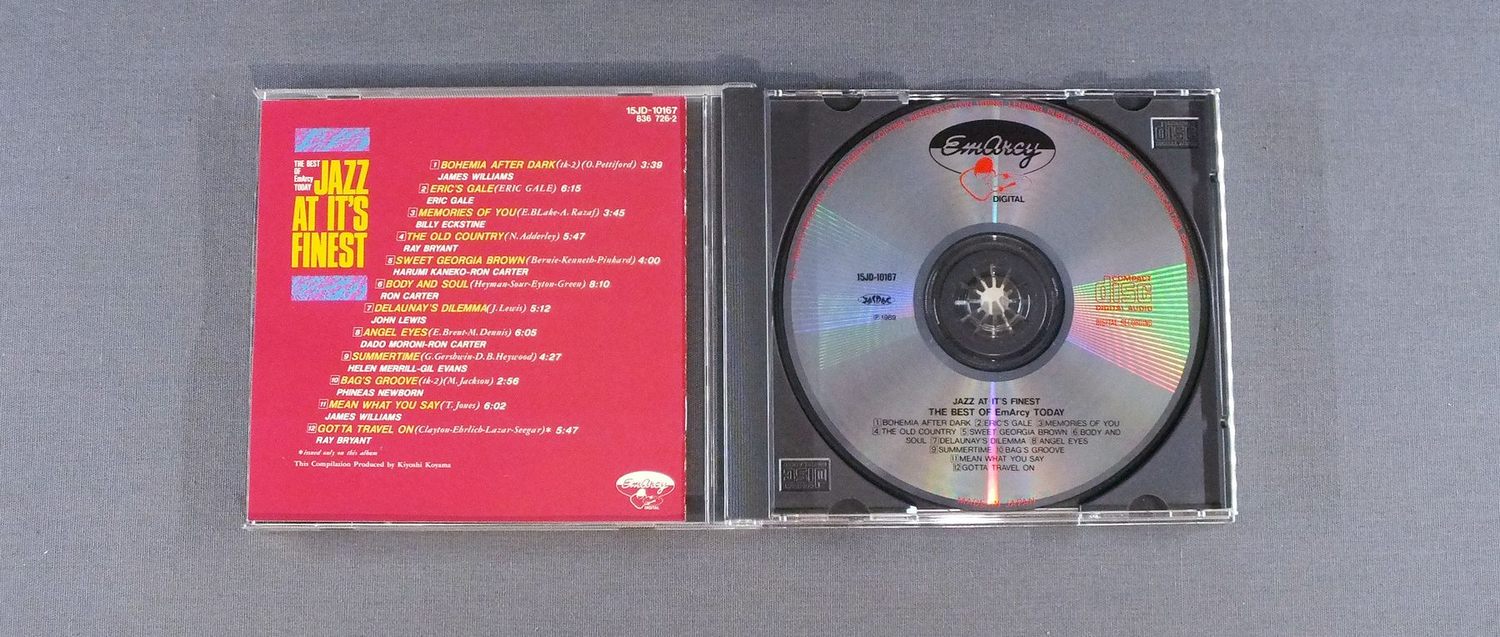 15JD-10167
836 726-2
THE BEST
OF
EmArcy
TODAY
JAZZ
AT IT'S
FINEST
1 BOHEMIA AFTER DARK (tk-2) (O. Pettiford) 3:39
JAMES WILLIAMS
2 ERIC'S GALE (ERIC GALE) 6:15
ERIC GALE
3 MEMORIES OF YOU (E.BLake-A. Razaf) 3:45
BILLY ECKSTINE
4 THE OLD COUNTRY (N. Adderley) 5:47
RAY BRYANT
5 SWEET GEORGIA BROWN (Bernie-Kenneth-Pinkard) 4:00
HARUMI KANEKO-RON CARTER
6 BODY AND SOUL (Heyman-Sour-Eyton-Green) 8:10
RON CARTER
7 DELAUNAY'S DILEMMA (J. Lewis) 5:12
JOHN LEWIS
8 ANGEL EYES (E. Brent-M. Dennis) 6:05
DADO MORONI-RON CARTER
9 SUMMERTIME (G. Gershwin-D. B. Heywood) 4:27
HELEN MERRILL-GIL EVANS
10 BAG'S GROOVE (tk-2) (M. Jackson) 2:56
PHINEAS NEWBORN
11 MEAN WHAT YOU SAY (T. Jones) 6:02
JAMES WILLIAMS
12 GOTTA TRAVEL ON (Clayton-Ehrlich-Lazar-Seegar)* 5:47
RAY BRYANT
*issued only on this album
This Compilation Produced by Kiyoshi Koyama
EmArcy
DIGITAL
EmArcy
DIGITAL
15JD-10167
JASRAC
Ⓟ 1989
COMPACT
disc
DIGITAL AUDIO
DIGITAL RECORDING
JAZZ AT IT'S FINEST
THE BEST OF EmArcy TODAY
1 BOHEMIA AFTER DARK 2 ERIC'S GALE 3 MEMORIES OF YOU
4 THE OLD COUNTRY 5 SWEET GEORGIA BROWN 6 BODY AND
SOUL 7 DELAUNAY'S DILEMMA 8 ANGEL EYES
9 SUMMERTIME 10 BAG'S GROOVE
11 MEAN WHAT YOU SAY
12 GOTTA TRAVEL ON
MADE IN JAPAN